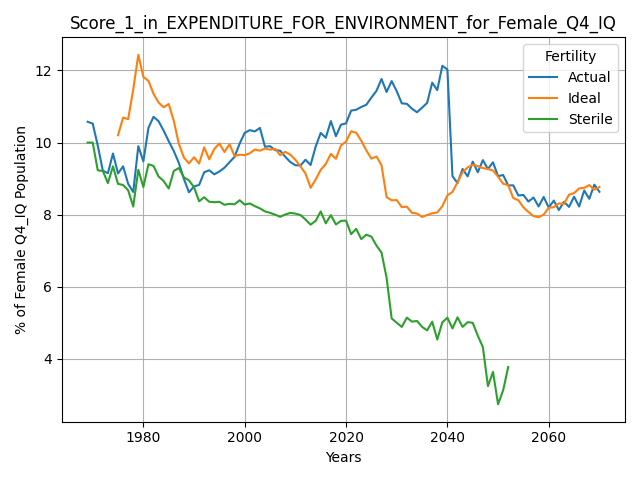 Score_1_in_EXPENDITURE_FOR_ENVIRONMENT_for_Female_Q4_IQ
Fertility
Actual
Ideal
Sterile
% of Female Q4_IQ Population
12
10
8
6
4
1980
2000
2020
2040
2060
Years